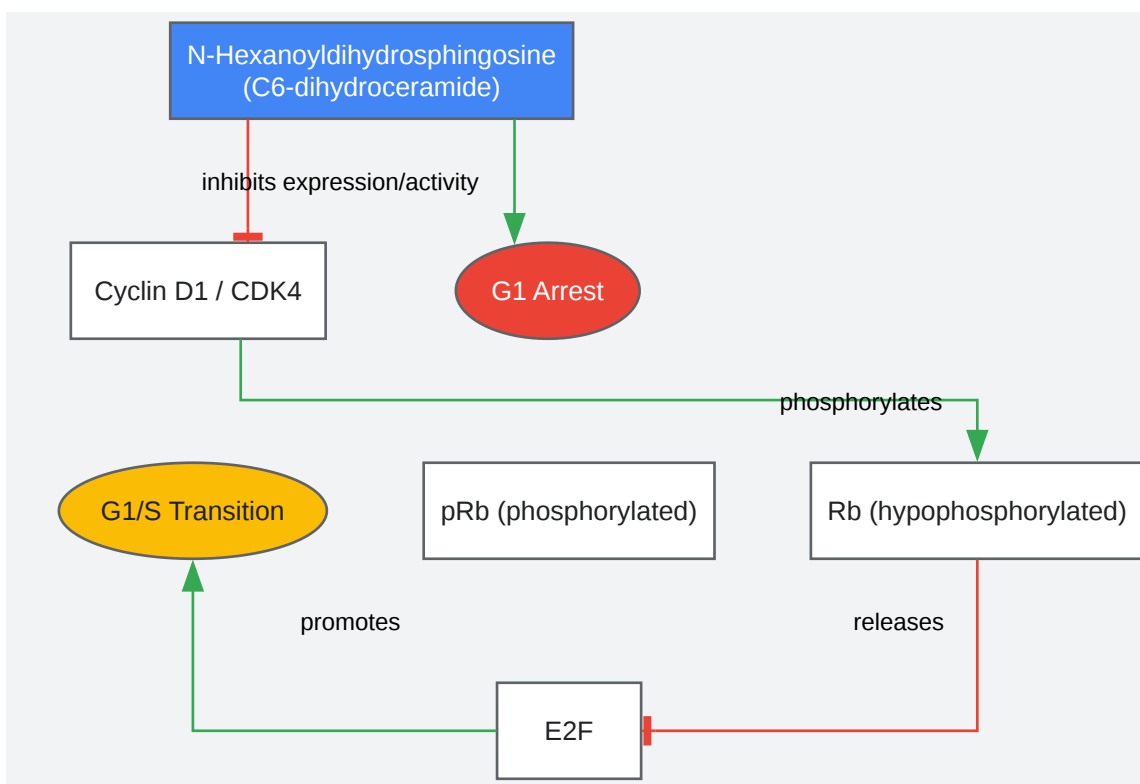 N-Hexanoyldihydrosphingosine
(C6-dihydroceramide)
inhibits expression/activity
Cyclin D1 / CDK4
G1 Arrest
phosphorylates
G1/S Transition
pRb (phosphorylated)
Rb (hypophosphorylated)
promotes
releases
E2F